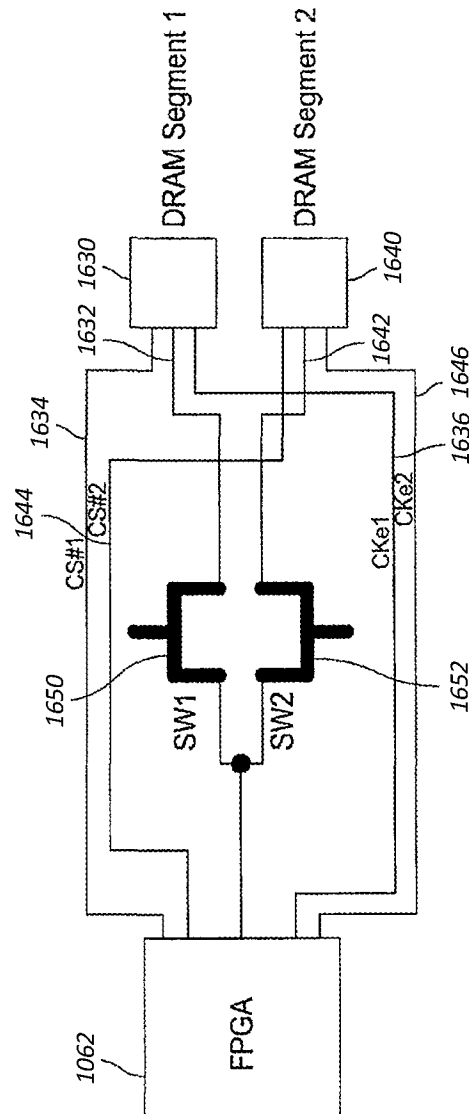 DRAM Segment 1
DRAM Segment 2
1630
1632
1634
1644
CS#1
CS#2
1640
1642
1646
1636
CKe1
CKe2
1650
SW1
SW2
1652
1062
FPGA